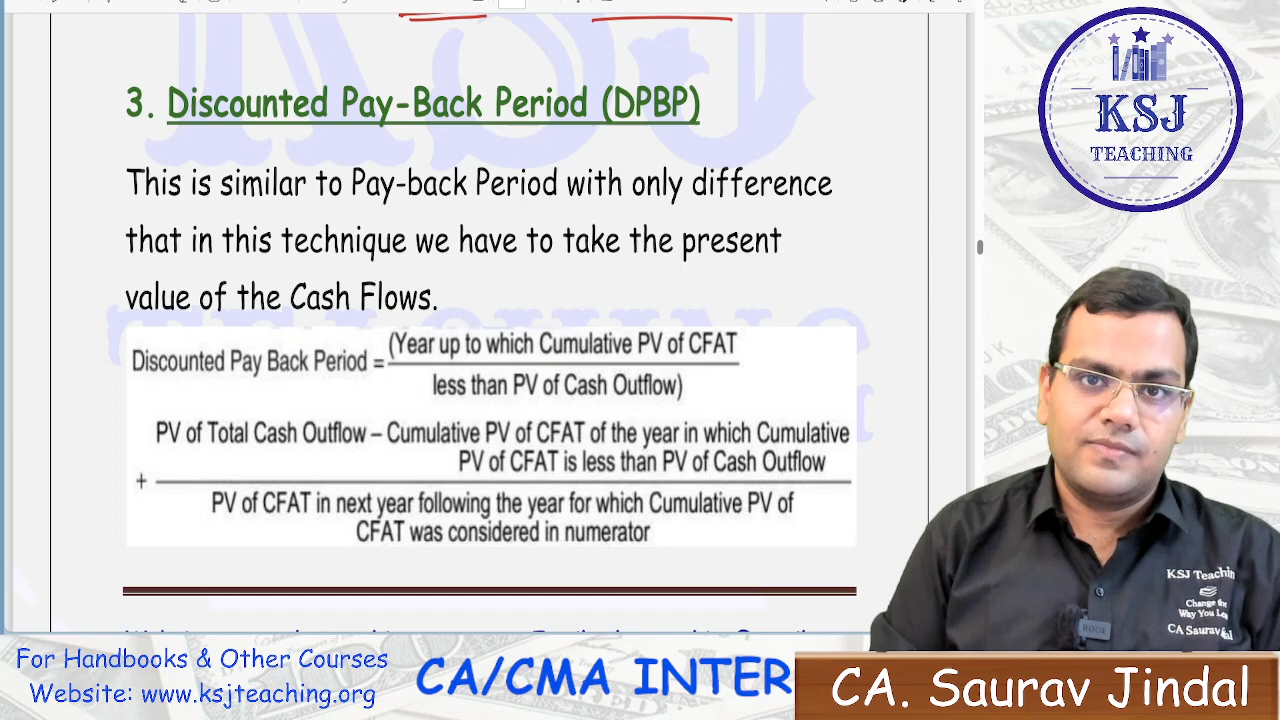 3. Discounted Pay-Back Period (DPBP)
This is similar to Pay-back Period with only difference
that in this technique we have to take the present
value of the Cash Flows.
Discounted Pay Back Period = (Year up to which Cumulative PV of CFAT
less than PV of Cash Outflow)
PV of Total Cash Outflow – Cumulative PV of CFAT of the year in which Cumulative
PV of CFAT is less than PV of Cash Outflow
+
PV of CFAT in next year following the year for which Cumulative PV of
CFAT was considered in numerator
KSJ
TEACHING
KSJ Teachin
Change the
Way You
CA Saurav
RODE
For Handbooks & Other Courses
Website: www.ksjteaching.org
CA/CMA INTER
CA. Saurav Jindal